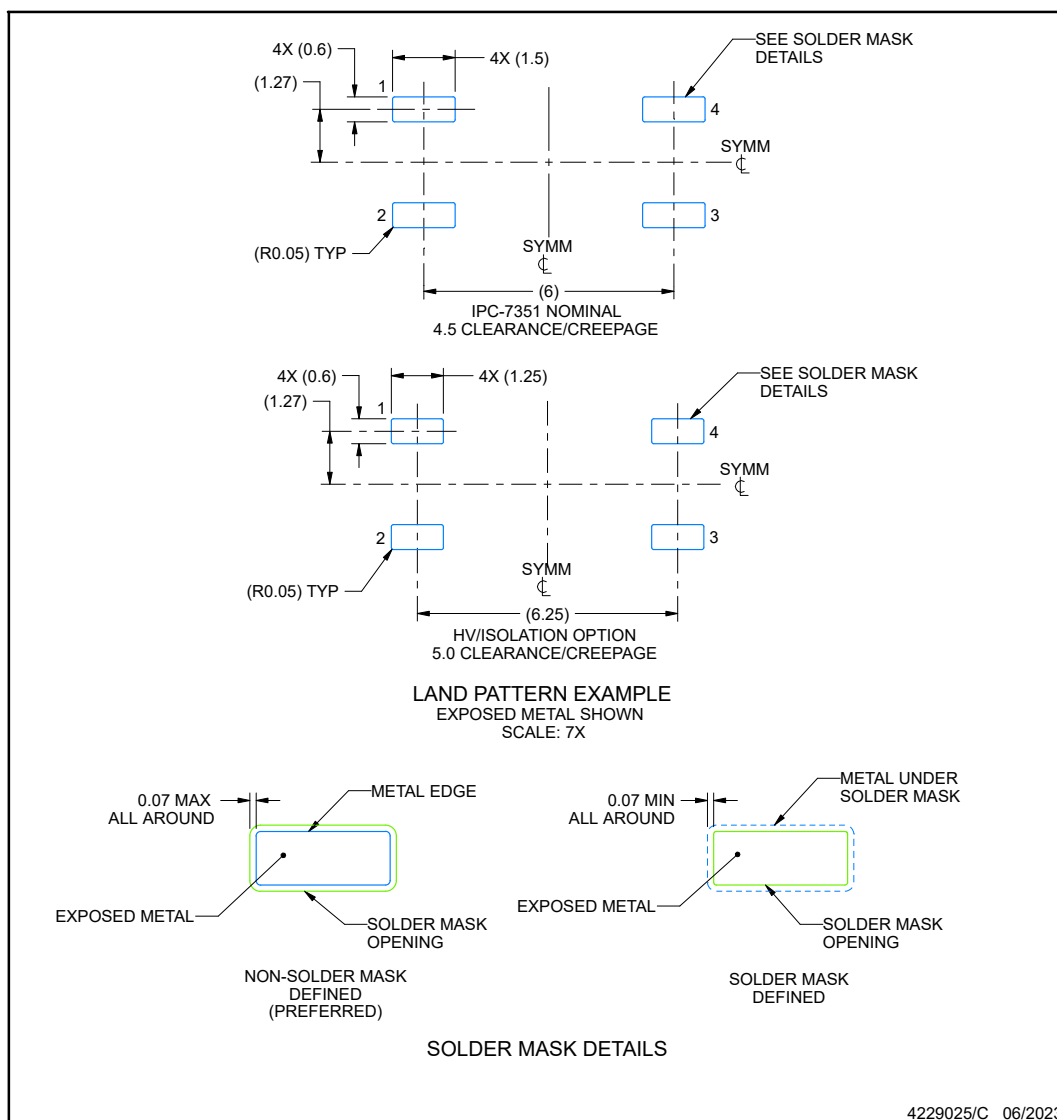 4X (0.6)
4X (1.5)
SEE SOLDER MASK
DETAILS
(1.27)
1
4
SYMM
℄
2
3
(R0.05) TYP
SYMM
℄
(6)
IPC-7351 NOMINAL
4.5 CLEARANCE/CREEPAGE
4X (0.6)
4X (1.25)
SEE SOLDER MASK
DETAILS
(1.27)
1
4
SYMM
℄
2
3
(R0.05) TYP
SYMM
℄
(6.25)
HV/ISOLATION OPTION
5.0 CLEARANCE/CREEPAGE
LAND PATTERN EXAMPLE
EXPOSED METAL SHOWN
SCALE: 7X
0.07 MAX
ALL AROUND
METAL EDGE
EXPOSED METAL
SOLDER MASK
OPENING
NON-SOLDER MASK
DEFINED
(PREFERRED)
0.07 MIN
ALL AROUND
METAL UNDER
SOLDER MASK
EXPOSED METAL
SOLDER MASK
OPENING
SOLDER MASK
DEFINED
SOLDER MASK DETAILS
4229025/C 06/2023